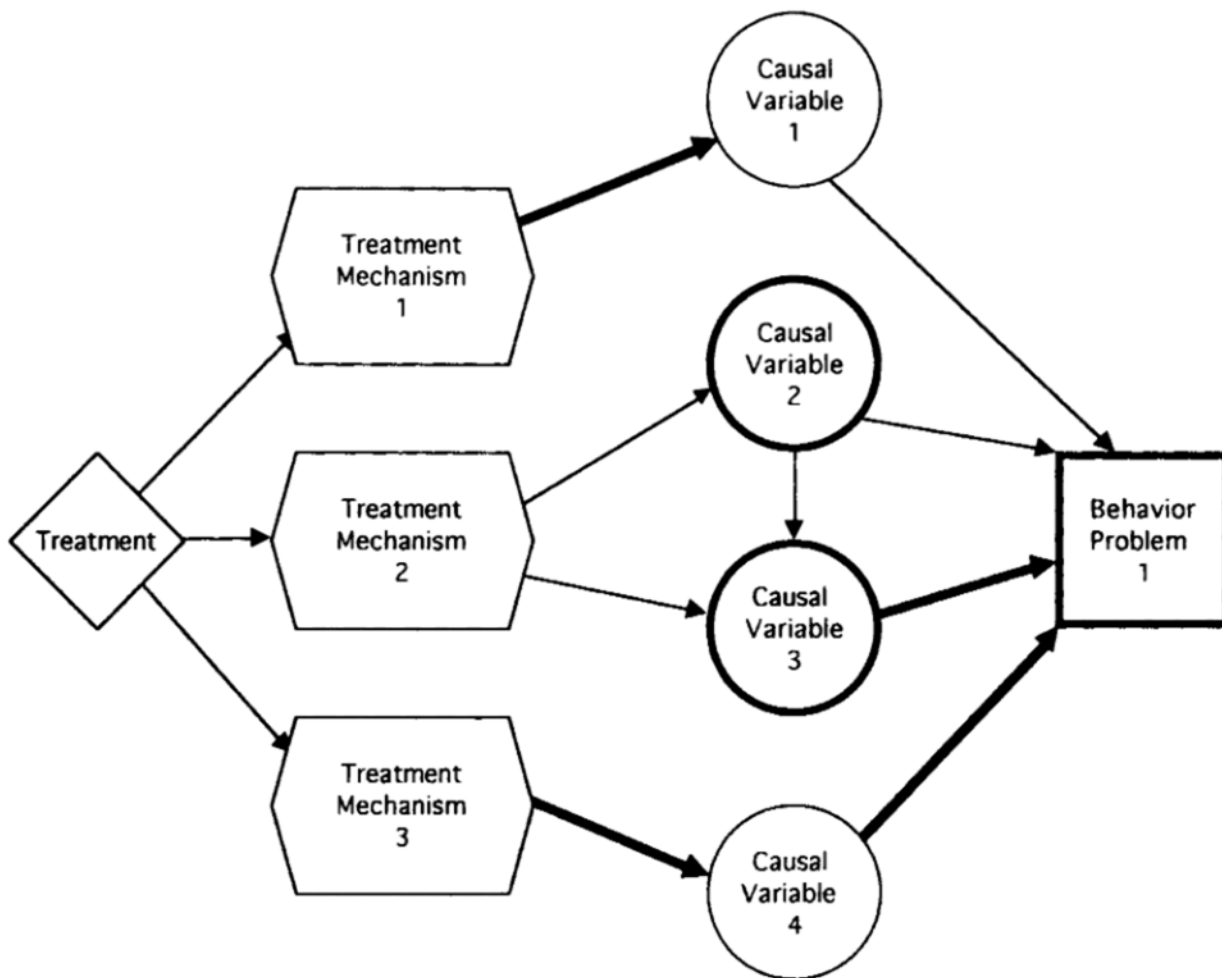 Causal
Variable
1
Treatment
Mechanism
1
Causal
Variable
2
Treatment
Treatment
Mechanism
2
Behavior
Problem
1
Causal
Variable
3
Treatment
Mechanism
3
Causal
Variable
4